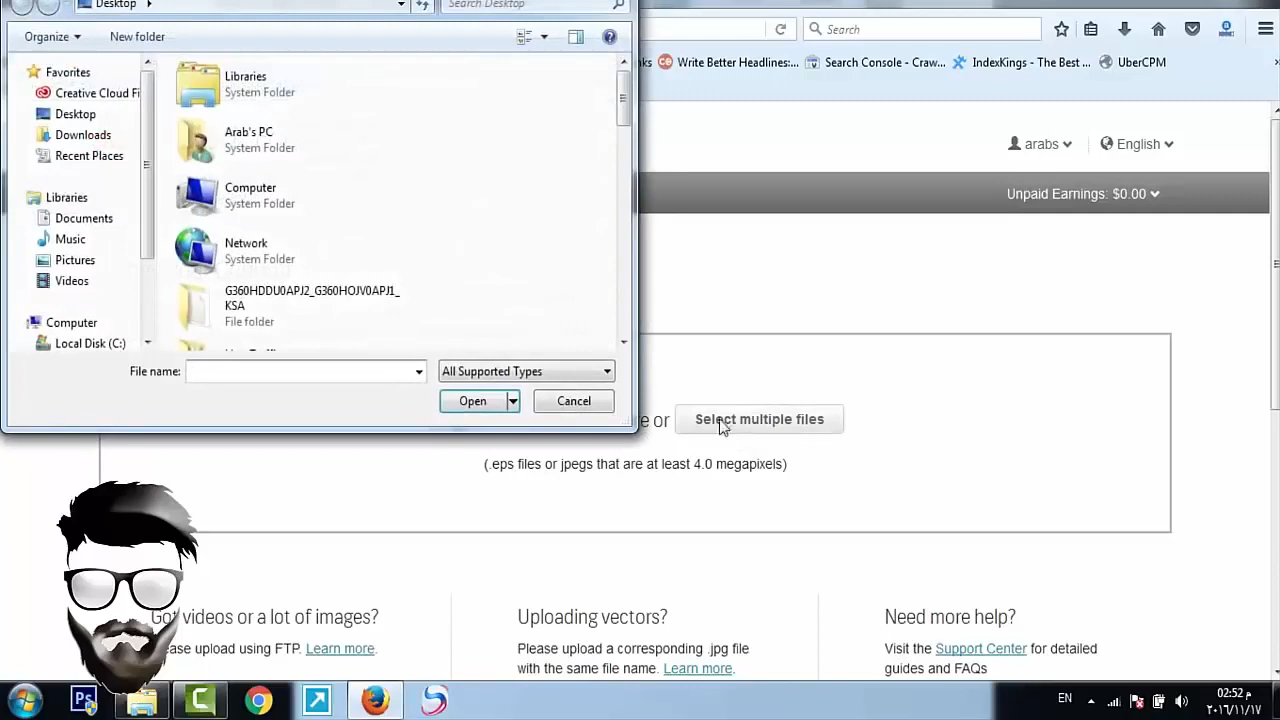 Desktop
Search Desktop
Organize
New folder
Search
Favorites
Creative Cloud Fi
Desktop
Downloads
Recent Places
Libraries
Documents
Music
Pictures
Videos
Computer
Local Disk (C:)
Libraries
System Folder
Arab's PC
System Folder
Computer
System Folder
Network
System Folder
G360HDDU0APJ2_G360HOJV0APJ1_
KSA
File folder
File name:
All Supported Types
Open
Cancel
Write Better Headlines:...
Search Console - Craw...
IndexKings - The Best ...
UberCPM
arabs
English
Unpaid Earnings: $0.00
or
Select multiple files
(.eps files or jpegs that are at least 4.0 megapixels)
Got videos or a lot of images?
Please upload using FTP. Learn more.
Uploading vectors?
Please upload a corresponding .jpg file
with the same file name. Learn more.
Need more help?
Visit the Support Center for detailed
guides and FAQs
Ps
EN
02:52 م
٢٠١٦/١١/١٧